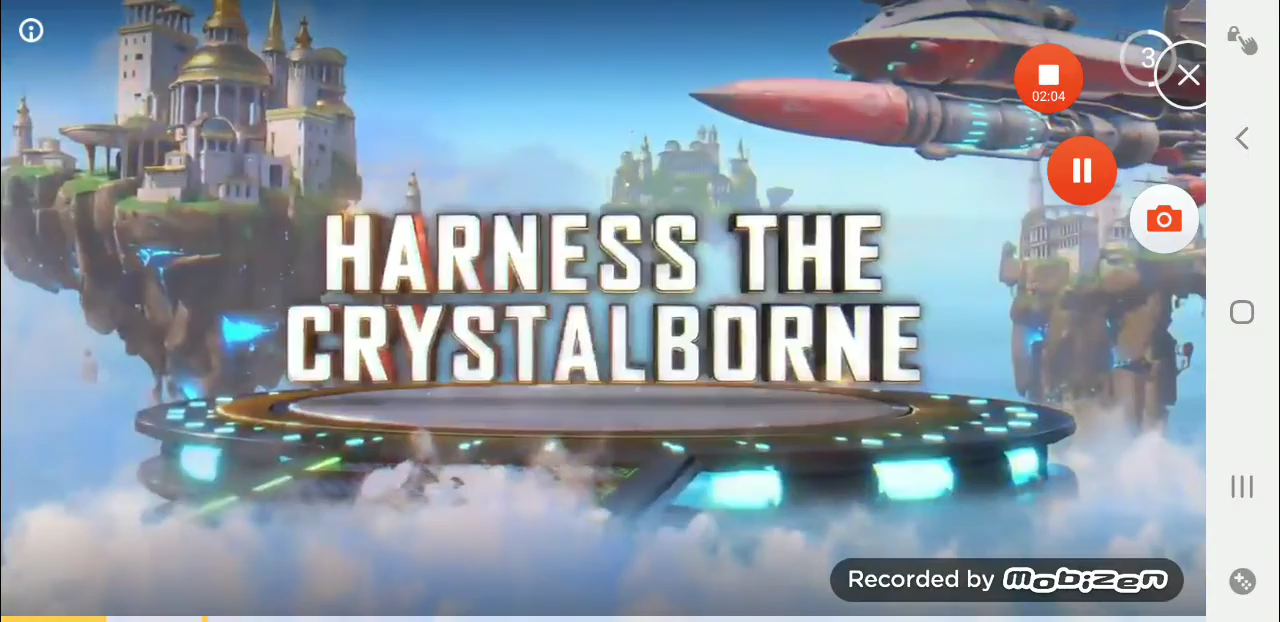 3
02:04
HARNESS THE
CRYSTALBORNE
Recorded by mobizen